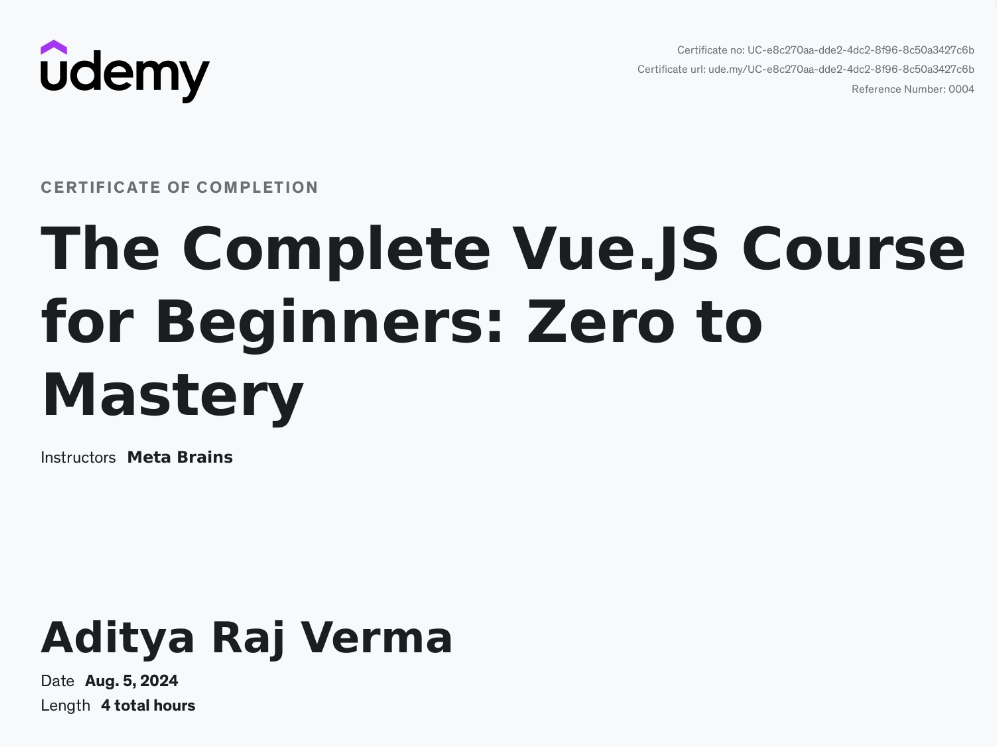 udemy
Certificate no: UC-e8c270aa-dde2-4dc2-8f96-8c50a3427c6b
Certificate url: ude.my/UC-e8c270aa-dde2-4dc2-8f96-8c50a3427c6b
Reference Number: 0004
CERTIFICATE OF COMPLETION
The Complete Vue.JS Course
for Beginners: Zero to
Mastery
Instructors Meta Brains
Aditya Raj Verma
Date Aug. 5, 2024
Length 4 total hours